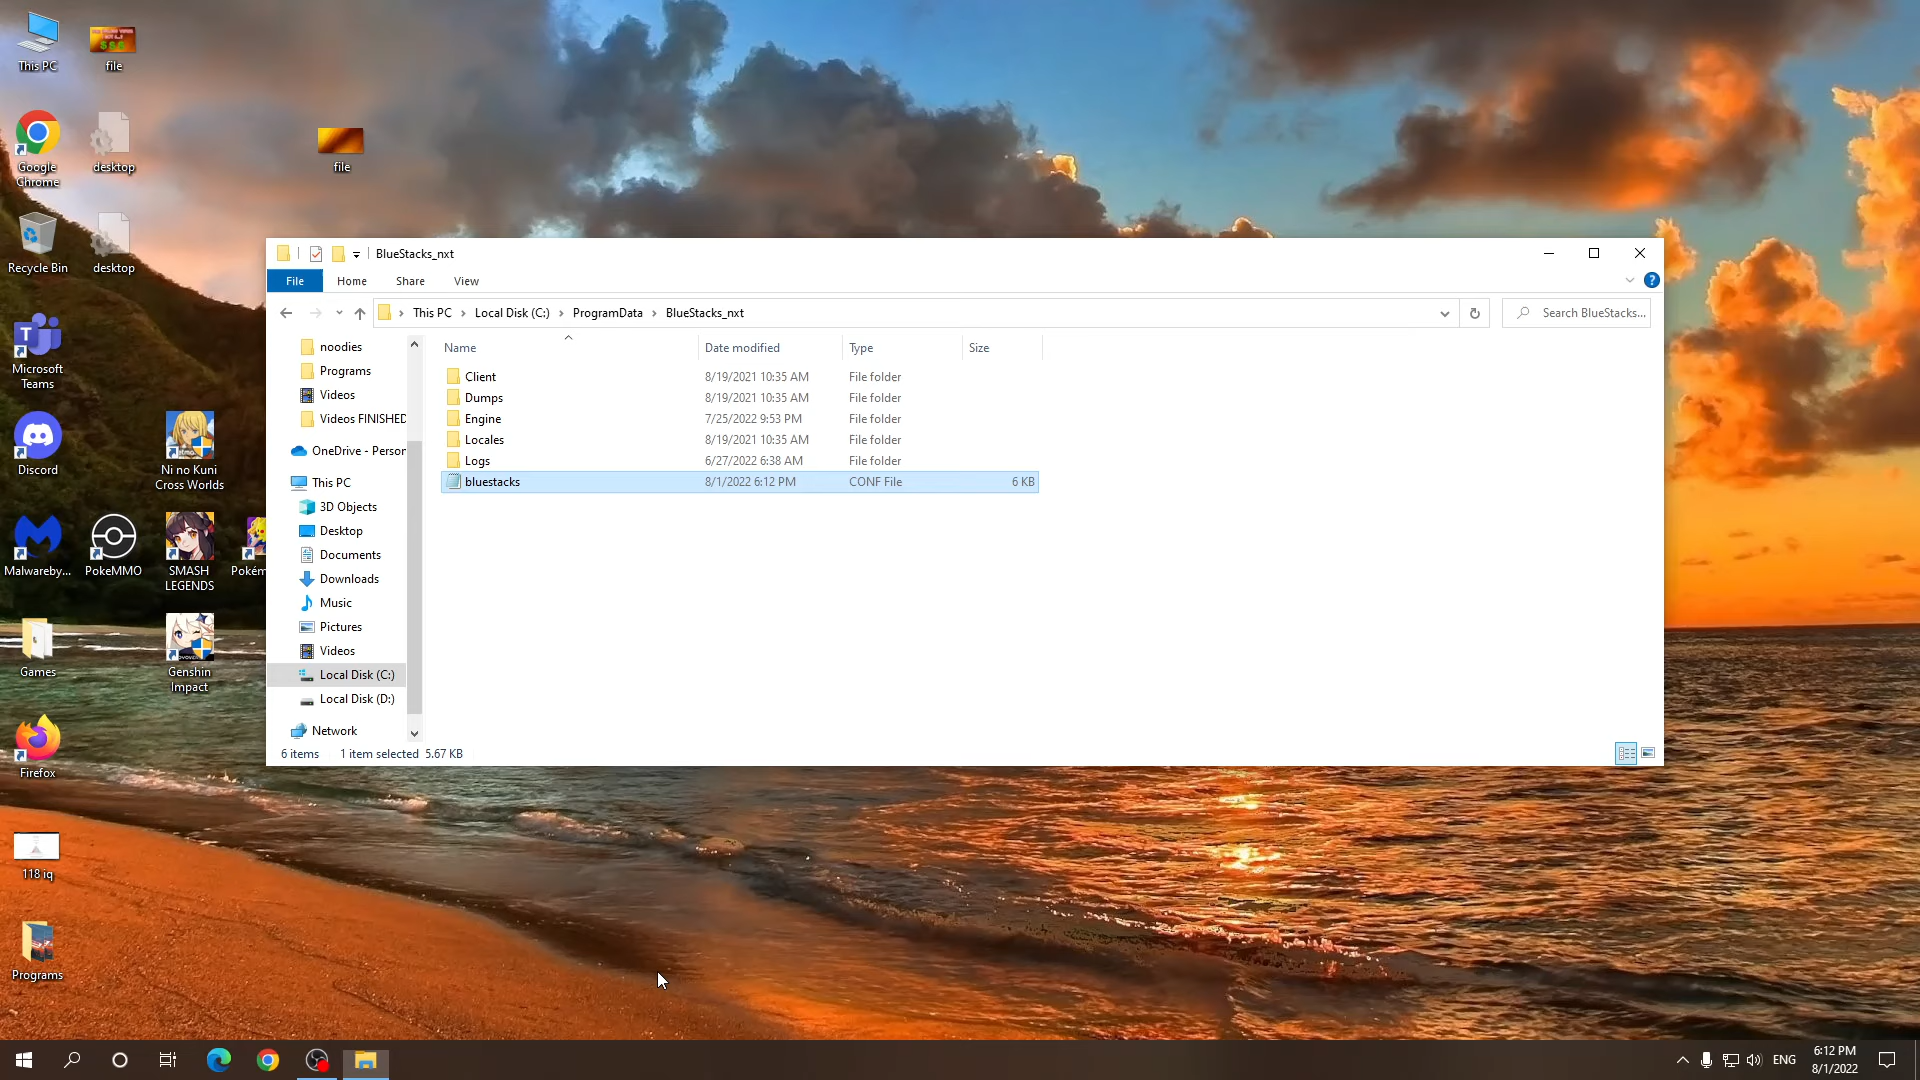 This PC
file
Google
Chrome
desktop
file
Recycle Bin
desktop
Microsoft
Teams
Discord
Ni no Kuni
Cross Worlds
Malwareby...
PokeMMO
SMASH
LEGENDS
Pokém
Games
Genshin
Impact
Firefox
118 iq
Programs
BlueStacks_nxt
File
Home
Share
View
This PC
Local Disk (C:)
ProgramData
BlueStacks_nxt
Search BlueStacks...
noodies
Programs
Videos
Videos FINISHED
OneDrive - Person
This PC
3D Objects
Desktop
Documents
Downloads
Music
Pictures
Videos
Local Disk (C:)
Local Disk (D:)
Network
Name Date modified Type Size
Client 8/19/2021 10:35 AM File folder
Dumps 8/19/2021 10:35 AM File folder
Engine 7/25/2022 9:53 PM File folder
Locales 8/19/2021 10:35 AM File folder
Logs 6/27/2022 6:38 AM File folder
bluestacks 8/1/2022 6:12 PM CONF File 6 KB
6 items 1 item selected 5.67 KB
ENG
6:12 PM
8/1/2022